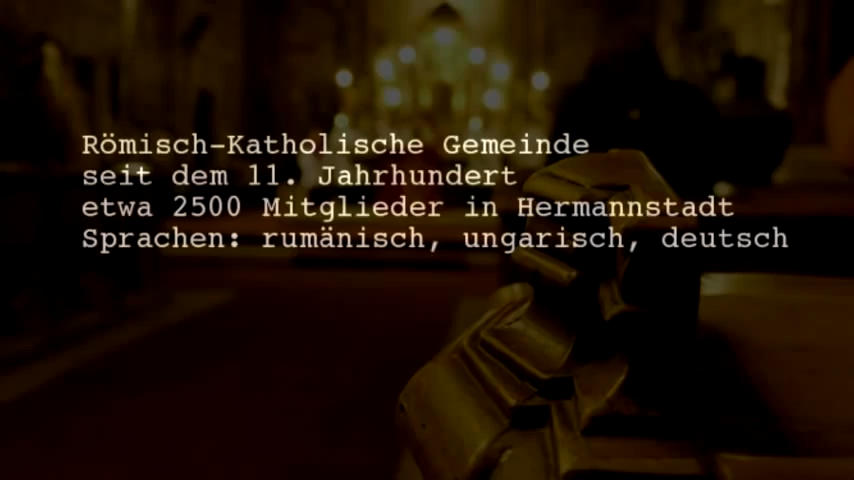 Römisch-Katholische Gemeinde
seit dem 11. Jahrhundert
etwa 2500 Mitglieder in Hermannstadt
Sprachen: rumänisch, ungarisch, deutsch